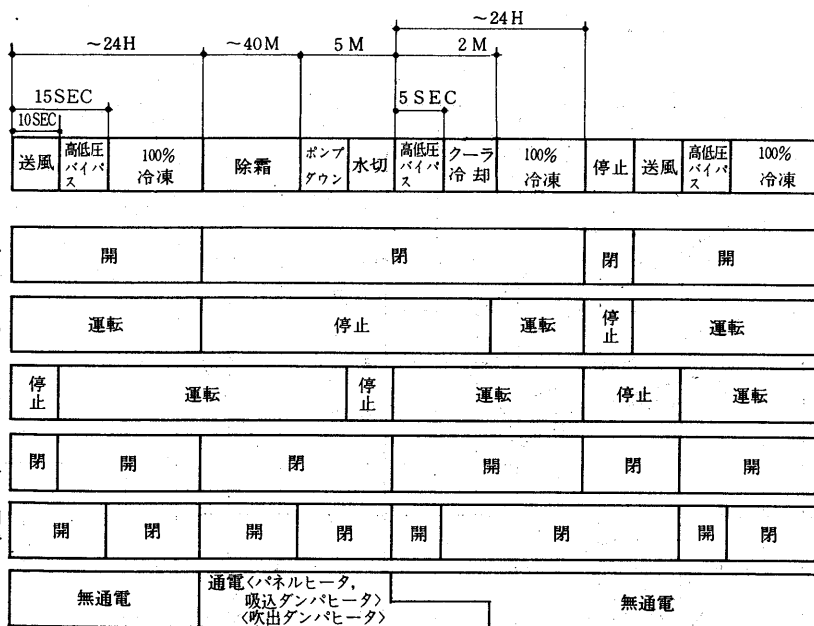 ~24H
~24H ~40M 5M 2M
15SEC 5SEC
10SEC
送風 高低圧バイパス 100%冷凍 除霜 ポンプダウン 水切 高低圧バイパス クーラ冷却 100%冷凍 停止 送風 高低圧バイパス 100%冷凍
開 閉 閉 開
運転 停止 運転 停止 運転
停止 運転 停止 運転 停止 運転
閉 開 閉 開 閉 開
開 閉 開 閉 開 閉 開 閉
無通電 通電〈パネルヒータ, 無通電
吸込ダンパヒータ〉
〈吹出ダンパヒータ〉